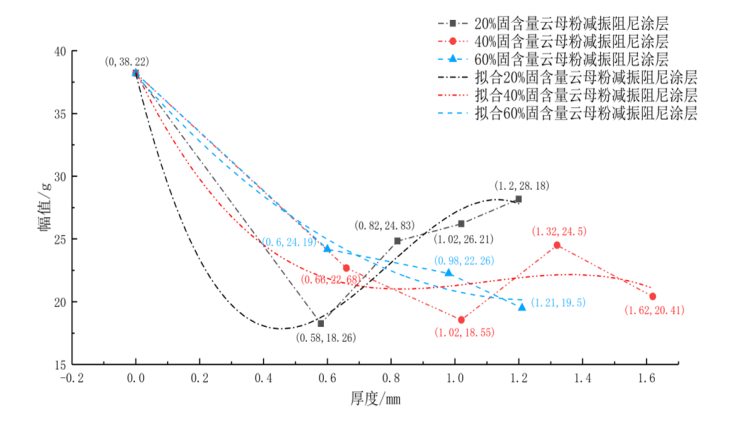 20%固含量云母粉减振阻尼涂层
40%固含量云母粉减振阻尼涂层
60%固含量云母粉减振阻尼涂层
拟合20%固含量云母粉减振阻尼涂层
拟合40%固含量云母粉减振阻尼涂层
拟合60%固含量云母粉减振阻尼涂层
40
(0,38.22)
35
30
(1.2,28.18)
(0.82,24.83)
(1.32,24.5)
25
(0.6,24.19)
(1.02,26.21)
(0.98,22.26)
(0.66,22.68)
20
(1.21,19.5)
(1.62,20.41)
(0.58,18.26)
(1.02,18.55)
15
幅值/g
-0.2 0.0 0.2 0.4 0.6 0.8 1.0 1.2 1.4 1.6
厚度/mm